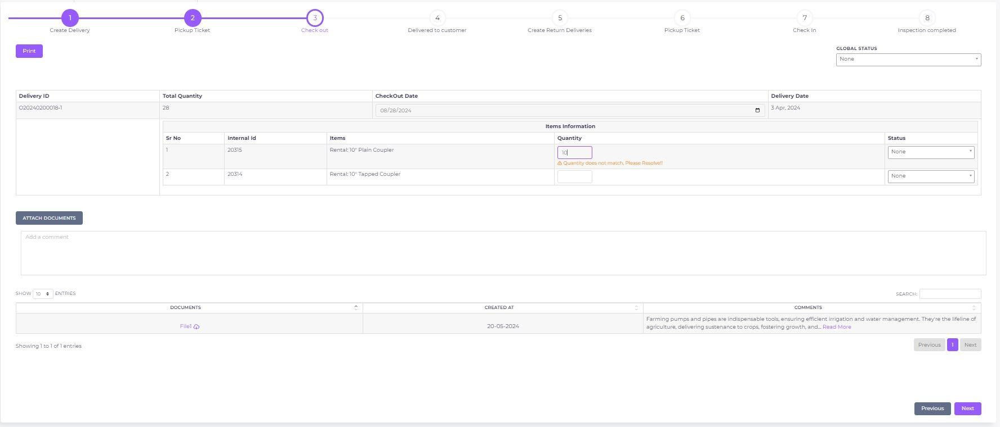 1 2 3 4 5 6 7 8
Create Delivery Pickup Ticket Check out Delivered to customer Create Return Deliveries Pickup Ticket Check In Inspection completed
Print
GLOBAL STATUS
None
Delivery ID Total Quantity CheckOut Date Delivery Date
O20240200018-1 28 08/28/2024 3 Apr, 2024
Items Information
Sr No Internal Id Items Quantity Status
1 20315 Rental: 10" Plain Coupler 10 None
Quantity does not match, Please Resolve!!
2 20314 Rental: 10" Tapped Coupler None
ATTACH DOCUMENTS
Add a comment
SHOW 10 ENTRIES SEARCH:
DOCUMENTS CREATED AT COMMENTS
File1 20-05-2024 Farming pumps and pipes are indispensable tools, ensuring efficient irrigation and water management. They're the lifeline of
agriculture, delivering sustenance to crops, fostering growth, and... Read More
Showing 1 to 1 of 1 entries Previous 1 Next
Previous Next